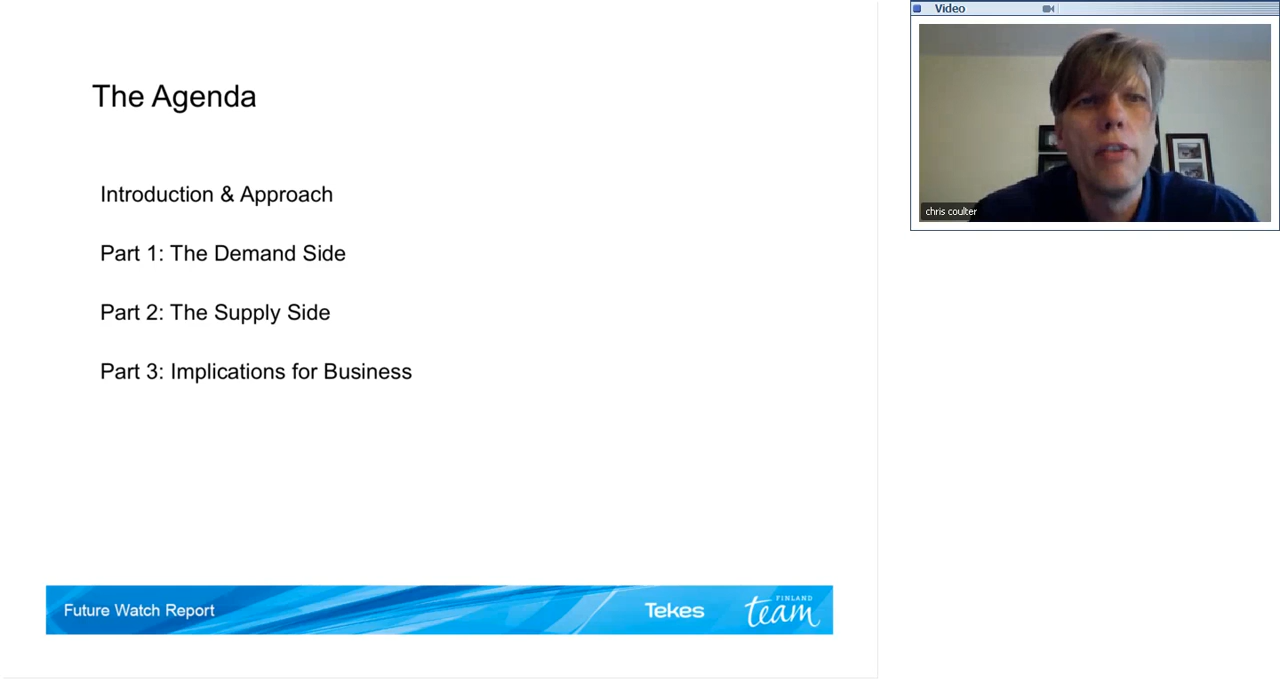 The Agenda
Introduction & Approach
Part 1: The Demand Side
Part 2: The Supply Side
Part 3: Implications for Business
Future Watch Report
Tekes
FINLAND
team
Video
chris coulter